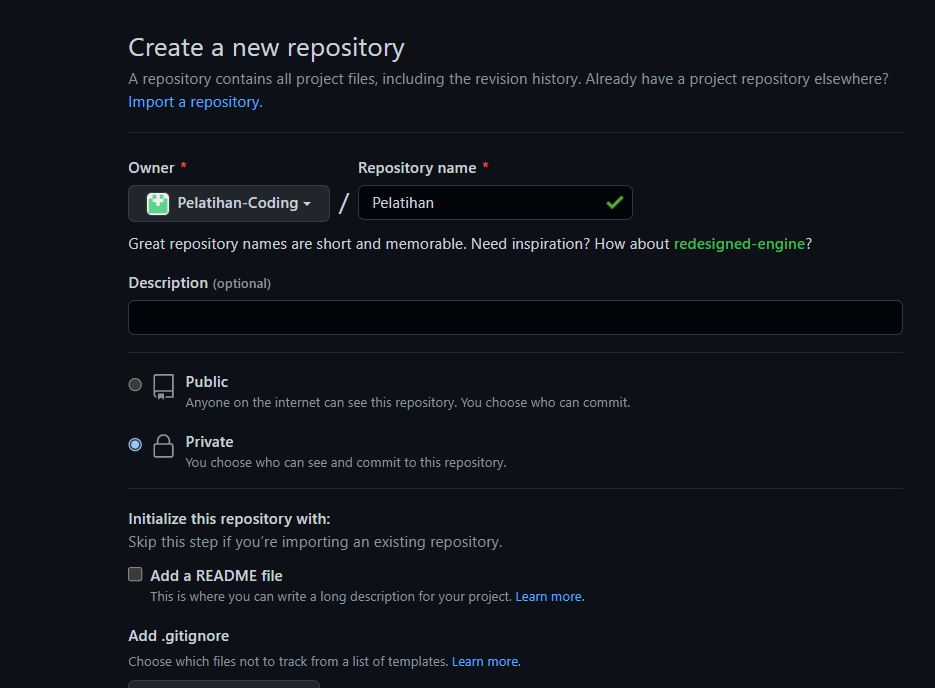 Create a new repository
A repository contains all project files, including the revision history. Already have a project repository elsewhere?
Import a repository.
Owner * Repository name *
Pelatihan-Coding / Pelatihan
Great repository names are short and memorable. Need inspiration? How about redesigned-engine?
Description (optional)
Public
Anyone on the internet can see this repository. You choose who can commit.
Private
You choose who can see and commit to this repository.
Initialize this repository with:
Skip this step if you’re importing an existing repository.
Add a README file
This is where you can write a long description for your project. Learn more.
Add .gitignore
Choose which files not to track from a list of templates. Learn more.